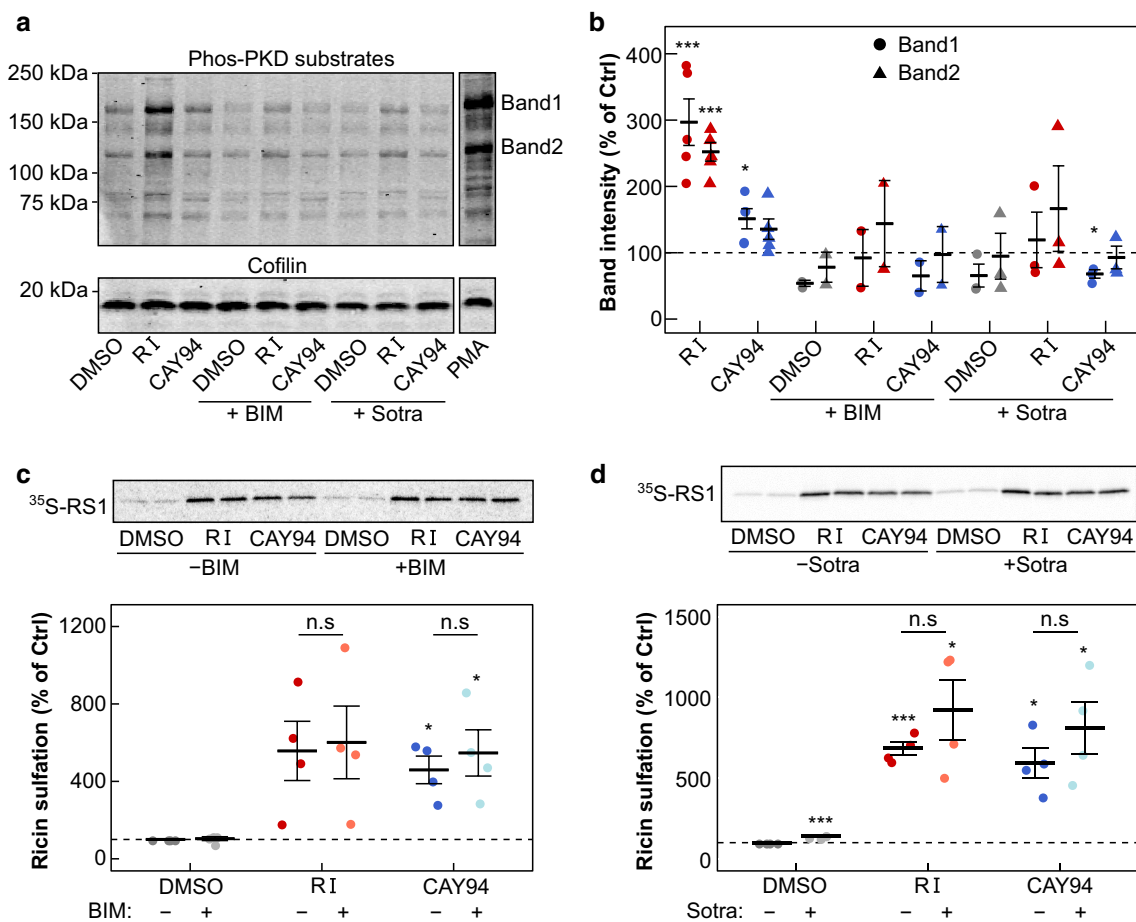 a
Phos-PKD substrates
250 kDa
150 kDa
100 kDa
75 kDa
Band1
Band2
Cofilin
20 kDa
DMSO RI CAY94 DMSO RI CAY94 DMSO RI CAY94 PMA
+ BIM + Sotra
b
Band1
Band2
Band intensity (% of Ctrl)
400
300
200
100
0
*** *** * *
RI CAY94 DMSO RI CAY94 DMSO RI CAY94
+ BIM + Sotra
c
35S-RS1
DMSO RI CAY94 DMSO RI CAY94
−BIM +BIM
Ricin sulfation (% of Ctrl)
1200
800
400
0
n.s n.s
* *
DMSO RI CAY94
BIM: − + − + − +
d
35S-RS1
DMSO RI CAY94 DMSO RI CAY94
−Sotra +Sotra
Ricin sulfation (% of Ctrl)
1500
1000
500
0
n.s n.s
*** *** * * *
DMSO RI CAY94
Sotra: − + − + − +